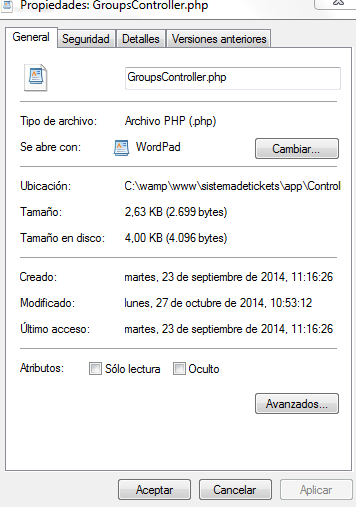 Propiedades: GroupsController.php
General Seguridad Detalles Versiones anteriores
GroupsController.php
Tipo de archivo: Archivo PHP (.php)
Se abre con: WordPad Cambiar...
Ubicación: C:\wamp\www\sistemadetickets\app\Control
Tamaño: 2,63 KB (2.699 bytes)
Tamaño en disco: 4,00 KB (4.096 bytes)
Creado: martes, 23 de septiembre de 2014, 11:16:26
Modificado: lunes, 27 de octubre de 2014, 10:53:12
Último acceso: martes, 23 de septiembre de 2014, 11:16:26
Atributos: Sólo lectura Oculto
Avanzados...
Aceptar Cancelar Aplicar